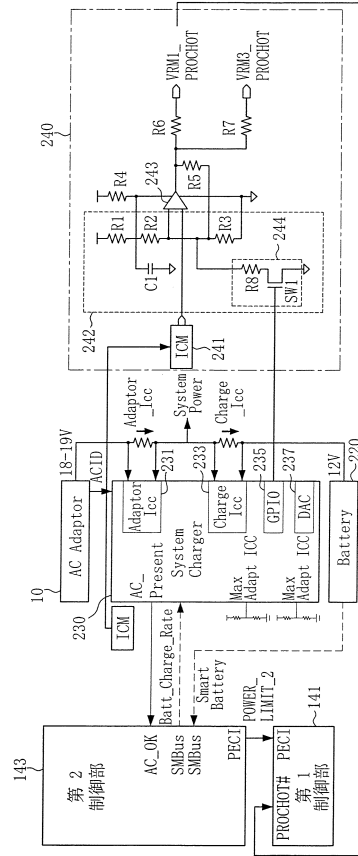 143
第 2
制御部
AC_OK
SMBus
SMBus
PECI
Batt_Charge_Rate
Smart
Battery
POWER_
LIMIT_2
141
PROCHOT#
PECI
第 1
制御部
10
AC Adaptor
18-19V
ACID
230
ICM
AC_
Present
System
Charger
Adaptor
Icc
231
Charge
Icc
233
235
GPIO
237
DAC
Max
Adapt ICC
Max
Adapt ICC
12V
Battery
220
Adaptor
_Icc
System
Power
Charge
_Icc
240
242
ICM
241
C1
R1
R2
R3
R4
243
R5
R6
R7
VRM1_
PROCHOT
VRM3_
PROCHOT
R8
SW1
244